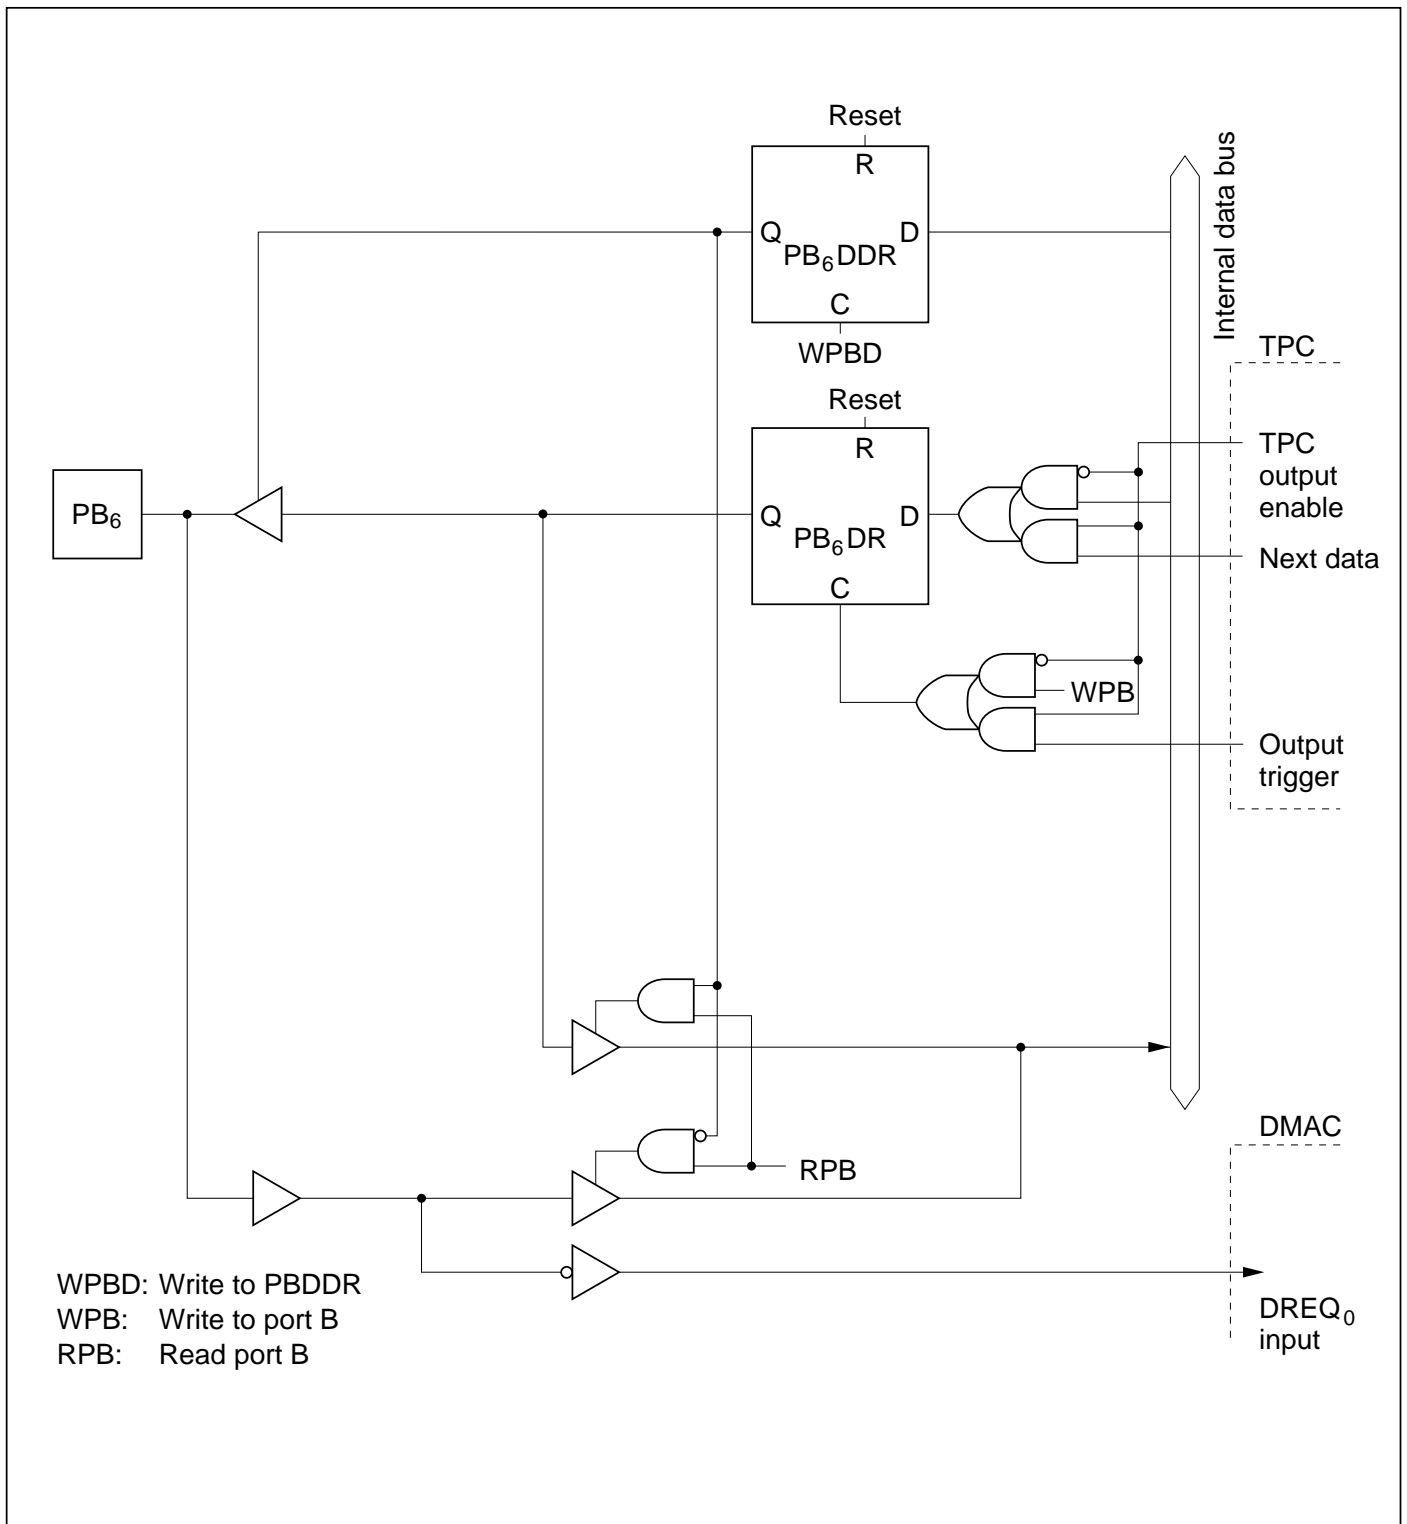 Reset
R
Internal data bus
Q
D
PB6DDR
C
WPBD
TPC
Reset
R
TPC
output
enable
PB6
Q
D
PB6DR
Next data
C
WPB
Output
trigger
DMAC
RPB
WPBD: Write to PBDDR
WPB: Write to port B
RPB: Read port B
DREQ0
input